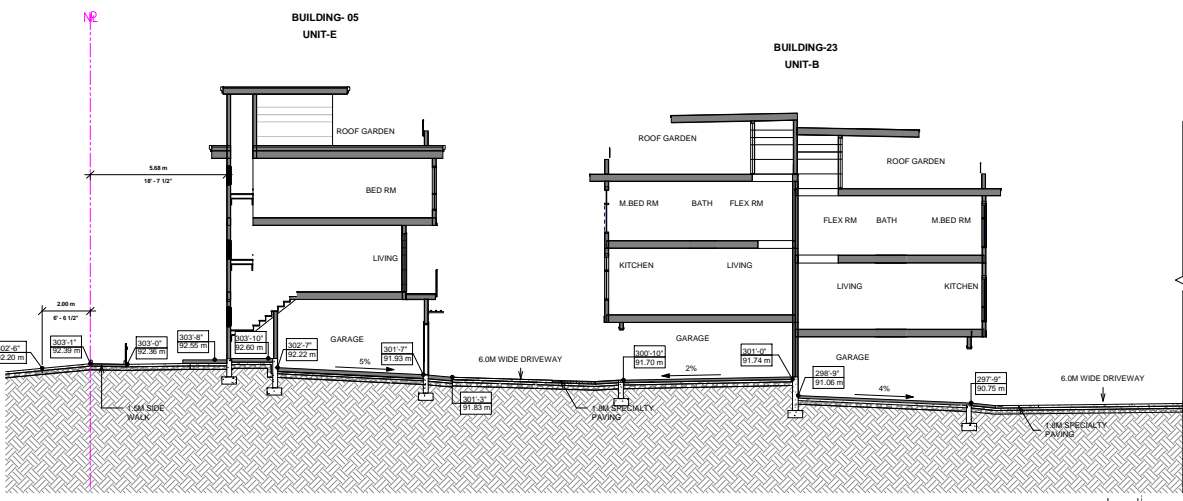 BUILDING- 05
UNIT-E
BUILDING-23
UNIT-B
ROOF GARDEN
ROOF GARDEN
ROOF GARDEN
5.68 m
18' - 7 1/2"
BED RM
M.BED RM BATH FLEX RM
FLEX RM BATH M.BED RM
LIVING
KITCHEN LIVING
LIVING KITCHEN
2.00 m
6' - 6 1/2"
GARAGE
GARAGE
GARAGE
02'-6"
92.20 m
303'-1"
92.39 m
303'-0"
92.36 m
303'-8"
92.55 m
303'-10"
92.60 m
302'-7"
92.22 m
5%
301'-7"
91.93 m
301'-3"
91.83 m
6.0M WIDE DRIVEWAY
300'-10"
91.70 m
2%
301'-0"
91.74 m
298'-9"
91.06 m
4%
297'-9"
90.75 m
6.0M WIDE DRIVEWAY
1.5M SIDE
WALK
1.8M SPECIALTY
PAVING
1.8M SPECIALTY
PAVING